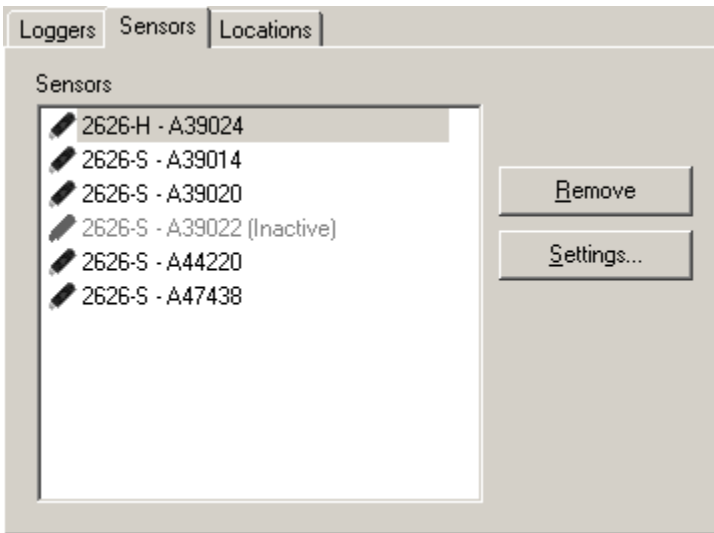 Loggers Sensors Locations
Sensors
2626-H - A39024
2626-S - A39014
2626-S - A39020
2626-S - A39022 (Inactive)
2626-S - A44220
2626-S - A47438
Remove
Settings...